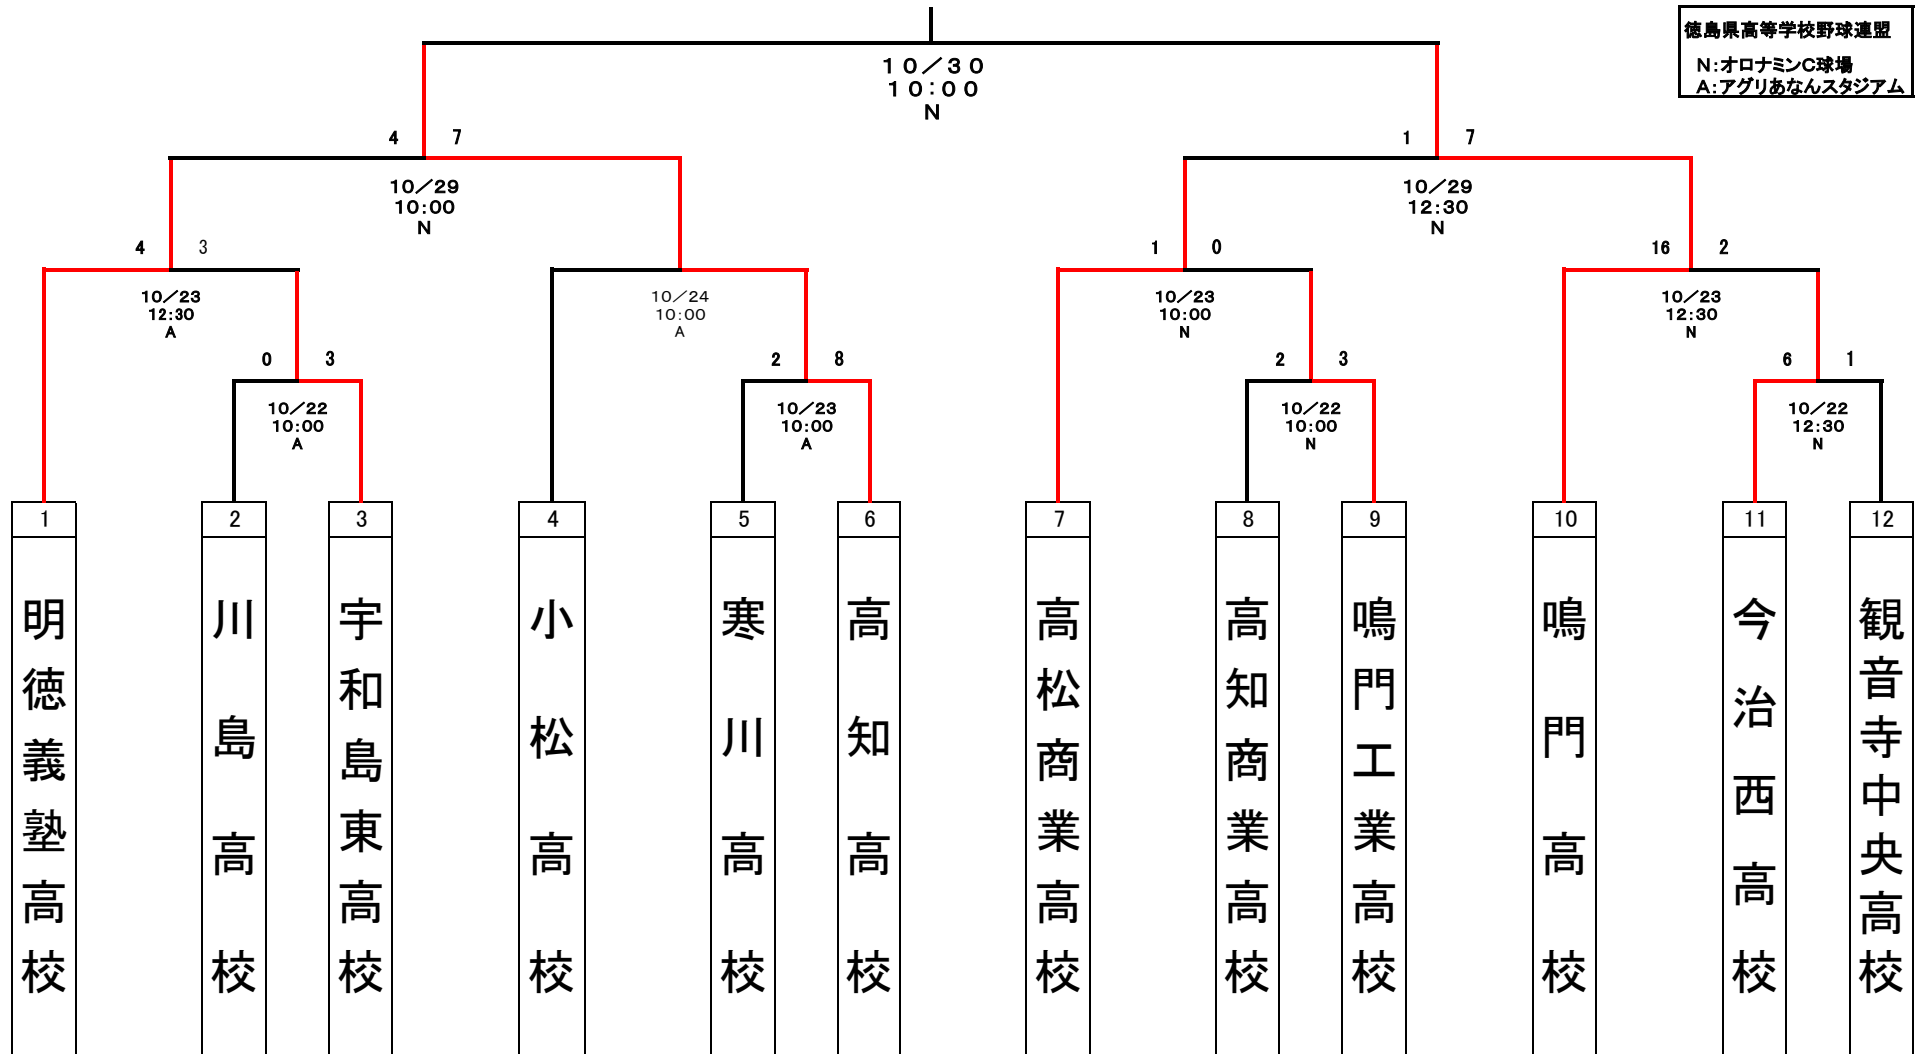 徳島県高等学校野球連盟
N:オロナミンC球場
A:アグリあなんスタジアム
10/30
10:00
N
4 7
1 7
10/29
10:00
N
10/29
12:30
N
4 3
1 0
16 2
10/23
12:30
A
10/24
10:00
A
10/23
10:00
N
10/23
12:30
N
0 3
2 8
2 3
6 1
10/22
10:00
A
10/23
10:00
A
10/22
10:00
N
10/22
12:30
N
1
明徳義塾高校
2
川島高校
3
宇和島東高校
4
小松高校
5
寒川高校
6
高知高校
7
高松商業高校
8
高知商業高校
9
鳴門工業高校
10
鳴門高校
11
今治西高校
12
観音寺中央高校